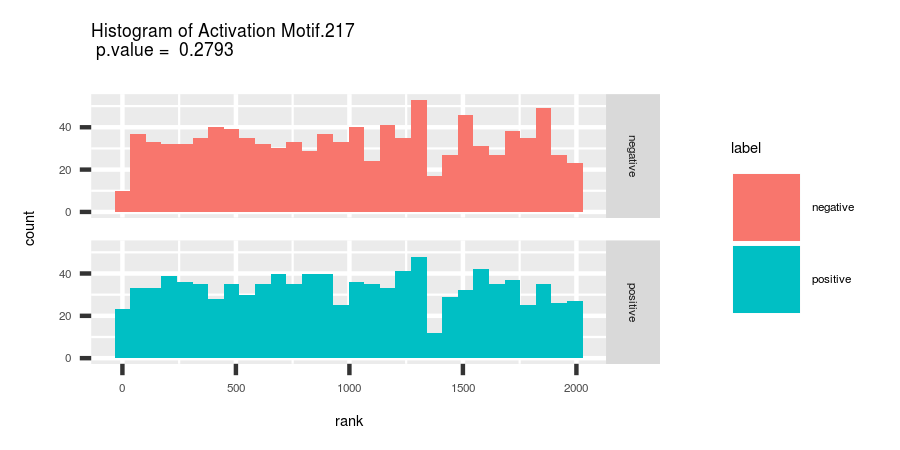 Histogram of Activation Motif.217
p.value = 0.2793
count
40
20
0
negative
40
20
0
positive
0 500 1000 1500 2000
rank
label
negative
positive